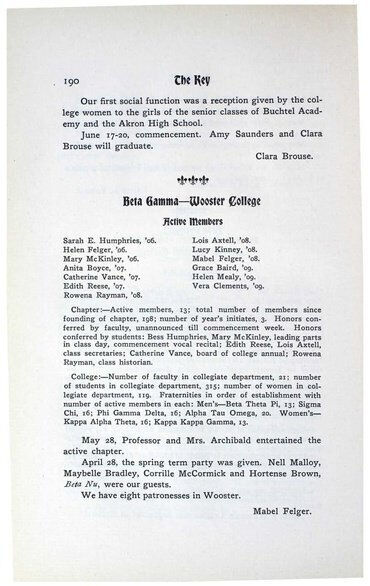 190 The Key
Our first social function was a reception given by the col-
lege women to the girls of the senior classes of Buchtel Acad-
emy and the Akron High School.
June 17-20, commencement. Amy Saunders and Clara
Brouse will graduate.
Clara Brouse.
Beta Gamma—Wooster College
Active Members
Sarah E. Humphries, '06.
Helen Felger, '06.
Mary McKinley, '06.
Anita Boyce, '07.
Catherine Vance, '07.
Edith Reese, '07.
Rowena Rayman, '08.
Lois Axtell, '08.
Lucy Kinney, '08.
Mabel Felger, '08.
Grace Baird, '09.
Helen Mealy, '09.
Vera Clements, '09.
Chapter:—Active members, 13; total number of members since
founding of chapter, 198; number of year's initiates, 3. Honors con-
ferred by faculty, unannounced till commencement week. Honors
conferred by students: Bess Humphries, Mary McKinley, leading parts
in class day, commencement vocal recital; Edith Reese, Lois Axtell,
class secretaries; Catherine Vance, board of college annual; Rowena
Rayman, class historian.
College:—Number of faculty in collegiate department, 21; number
of students in collegiate department, 315; number of women in col-
legiate department, 119. Fraternities in order of establishment with
number of active members in each: Men's—Beta Theta Pi, 13; Sigma
Chi, 16; Phi Gamma Delta, 16; Alpha Tau Omega, 20. Women's—
Kappa Alpha Theta, 16; Kappa Kappa Gamma, 13.
May 28, Professor and Mrs. Archibald entertained the
active chapter.
April 28, the spring term party was given. Nell Malloy,
Maybelle Bradley, Corrille McCormick and Hortense Brown,
Beta Nu, were our guests.
We have eight patronesses in Wooster.
Mabel Felger.